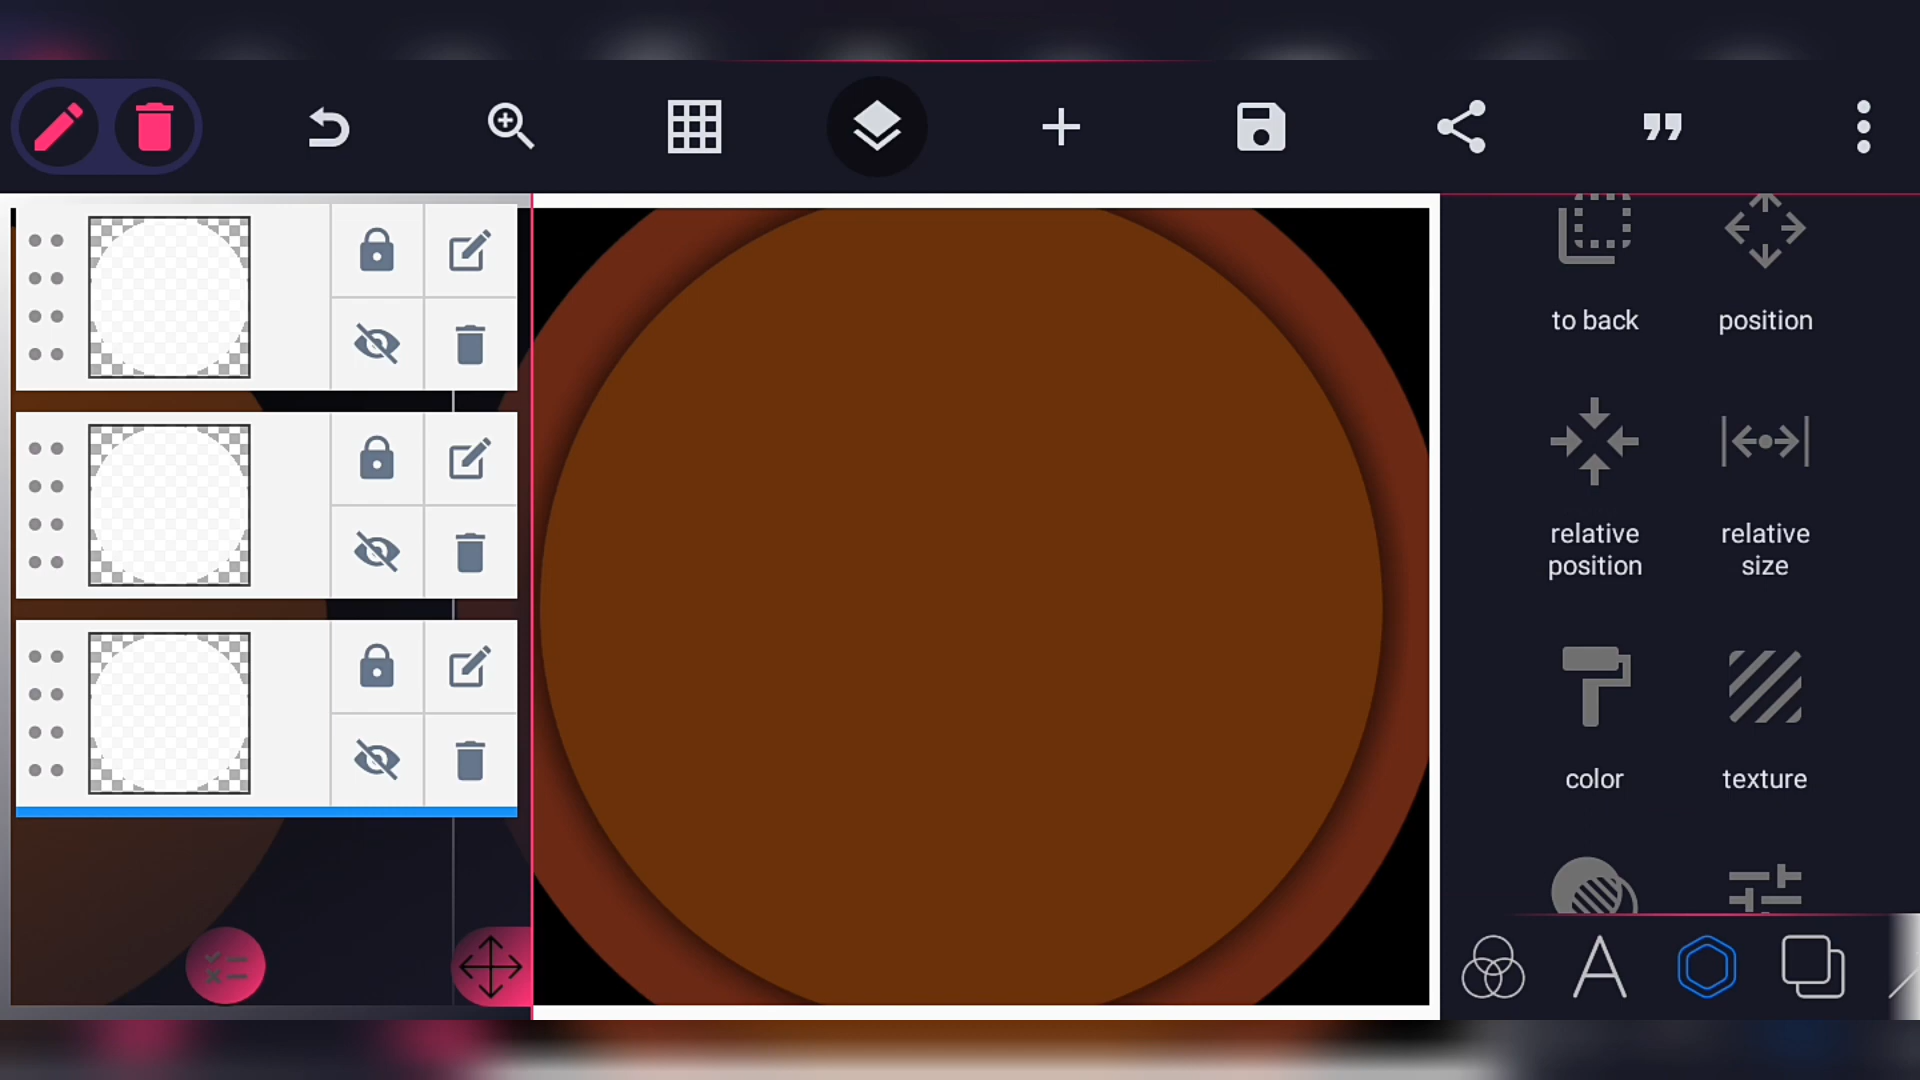 to back
position
relative
position
relative
size
color
texture